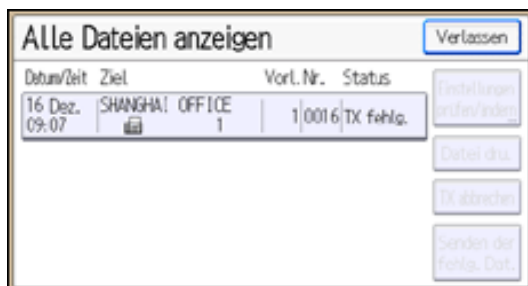 Alle Dateien anzeigen
Verlassen
Datum/Zeit Ziel Vorl. Nr. Status
16 Dez. SHANGHAI OFFICE 1 0016 TX fehlg.
09:07 1
Einstellungen
prüfen/ändern
Datei dru.
TX abbrechen
Senden der
fehlg. Dat.